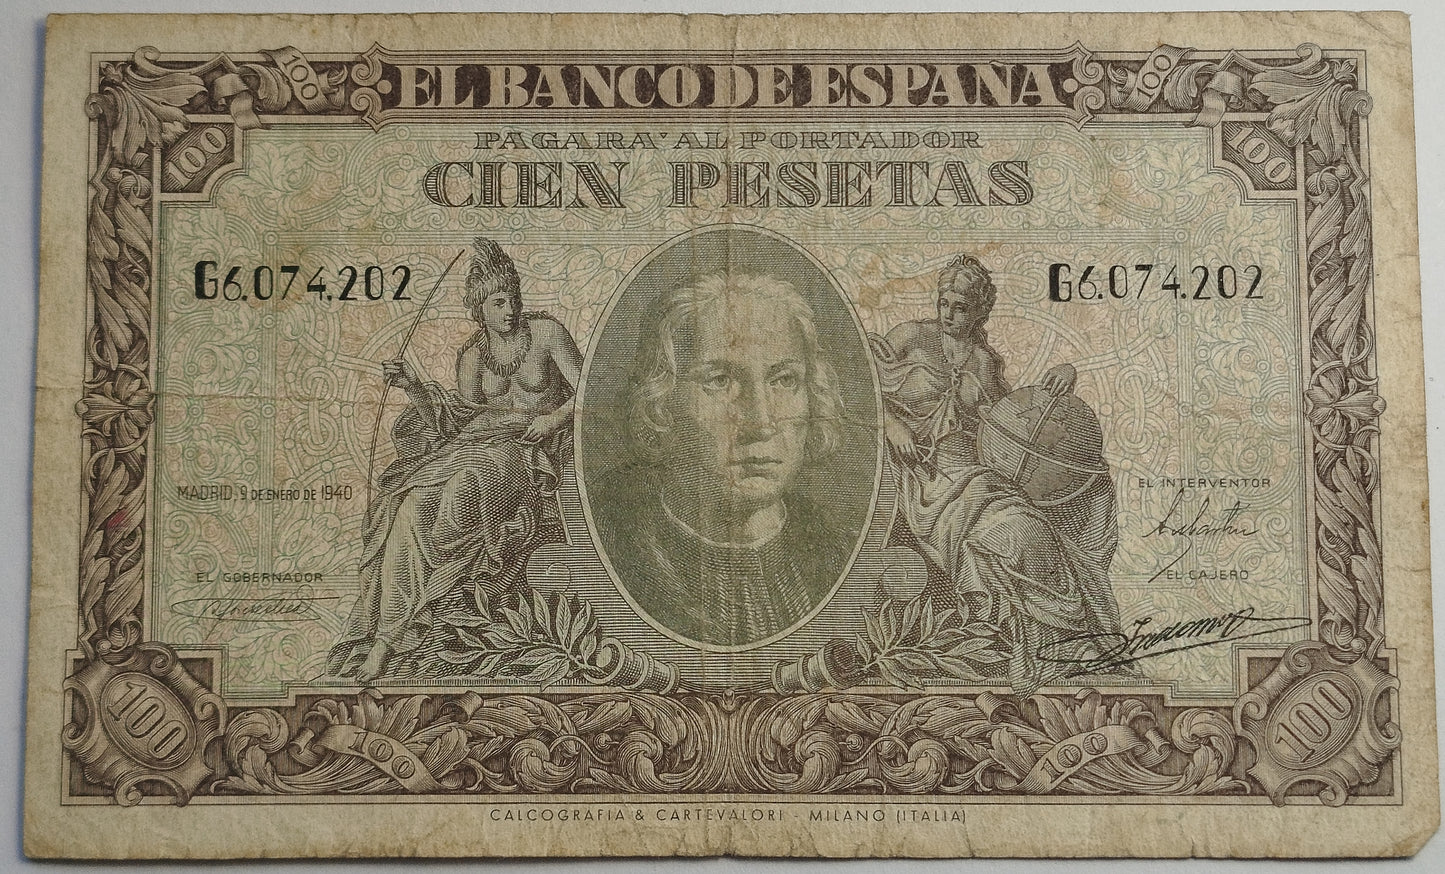 100 EL BANCO DE ESPAÑA 100
100 PAGARA' AL PORTADOR 100
CIEN PESETAS
G6.074.202 G6.074.202
MADRID, 9 DE ENERO DE 1940
EL INTERVENTOR
EL GOBERNADOR
EL CAJERO
100 100 100 100
CALCOGRAFIA & CARTEVALORI - MILANO (ITALIA)